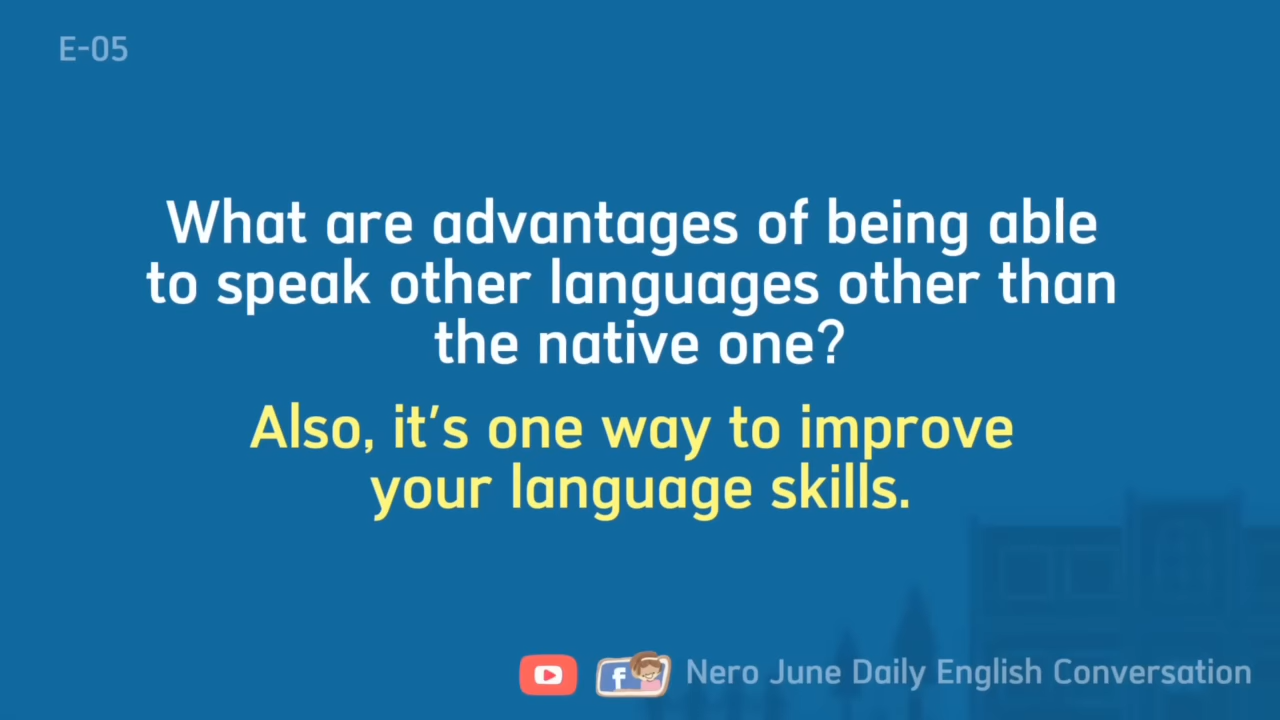 E-05
What are advantages of being able
to speak other languages other than
the native one?
Also, it's one way to improve
your language skills.
f
Nero June Daily English Conversation